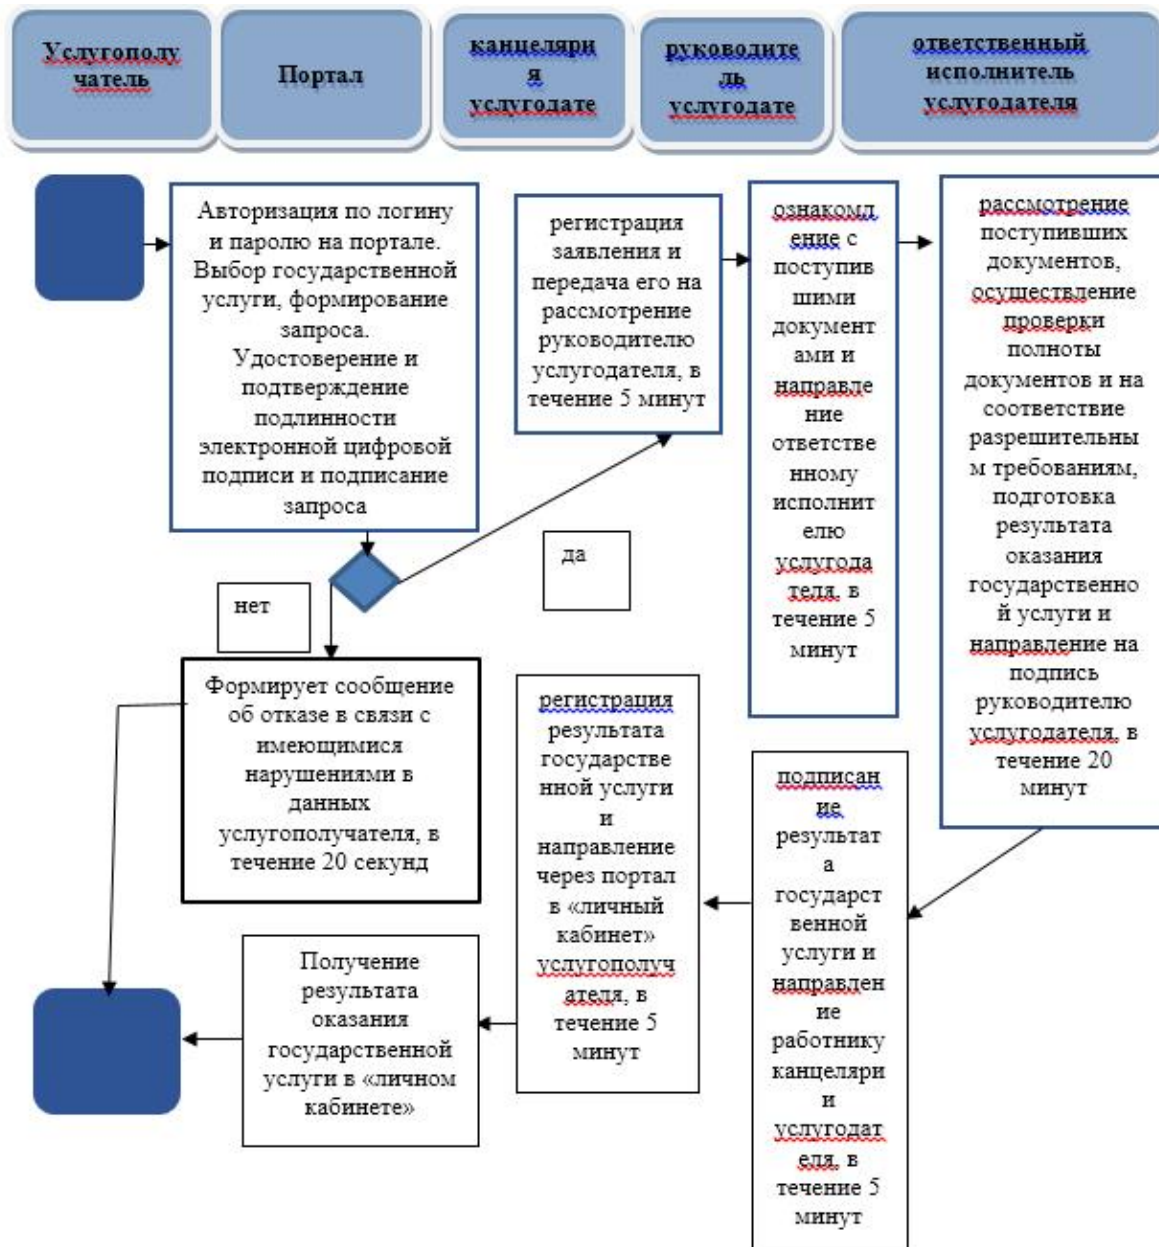 Услугополу
чатель
Портал
канцеляри
я
услугодате
руководите
ль
услугодате
ответственный
исполнитель
услугодателя
Авторизация по логину
и паролю на портале.
Выбор государственной
услуги, формирование
запроса.
Удостоверение и
подтверждение
подлинности
электронной цифровой
подписи и подписание
запроса
регистрация
заявления и
передача его на
рассмотрение
руководителю
услугодателя, в
течение 5 минут
ознакомл
ение с
поступив
шими
документ
ами и
направле
ние
ответстве
нному
исполнит
елю
услугода
теля, в
течение 5
минут
рассмотрение
поступивших
документов,
осуществление
проверки
полноты
документов и на
соответствие
разрешительны
м требованиям,
подготовка
результата
оказания
государственно
й услуги и
направление на
подпись
руководителю
услугодателя, в
течение 20
минут
да
нет
Формирует сообщение
об отказе в связи с
имеющимися
нарушениями в
данных
услугополучателя, в
течение 20 секунд
регистрация
результата
государстве
нной услуги
и
направление
через портал
в «личный
кабинет»
услугополуч
ателя, в
течение 5
минут
подписан
ие
результат
а
государст
венной
услуги и
направлен
ие
работнику
канцеляри
и
услугодат
еля, в
течение 5
минут
Получение
результата
оказания
государственной
услуги в «личном
кабинете»